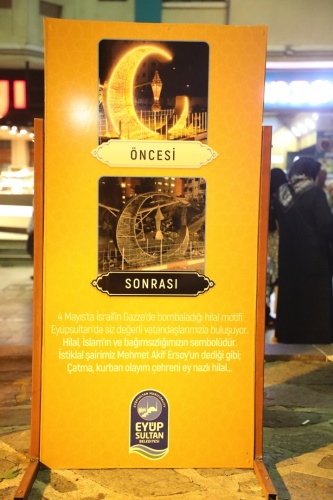 ÖNCESİ
SONRASI
4 Mayıs'ta İsrail'in Gazze'de bombaladığı hilal motifi
Eyüpsultan'da siz değerli vatandaşlarımızla buluşuyor.
Hilal, İslam'ın ve bağımsızlığımızın sembolüdür.
İstiklal şairimiz Mehmet Akif Ersoy'un dediği gibi;
Çatma, kurban olayım çehreni ey nazlı hilal...
EYÜP
SULTAN
BELEDİYESİ